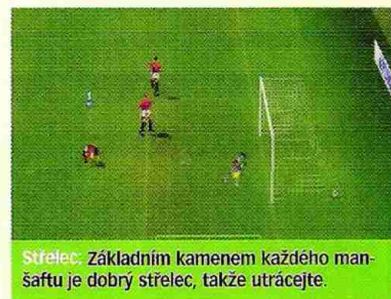 Střelec: Základním kamenem každého man-
šaftu je dobrý střelec, takže utrácejte.